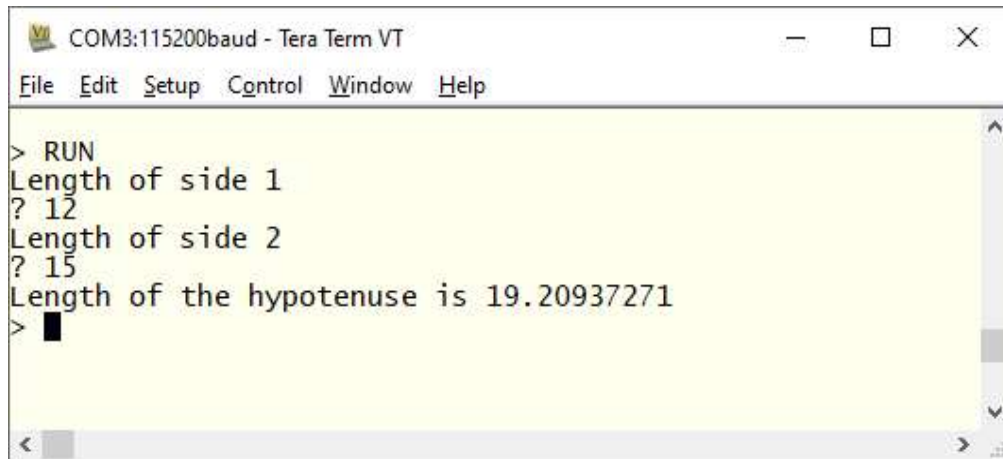 COM3:115200baud - Tera Term VT
File Edit Setup Control Window Help
> RUN
Length of side 1
? 12
Length of side 2
? 15
Length of the hypotenuse is 19.20937271
>